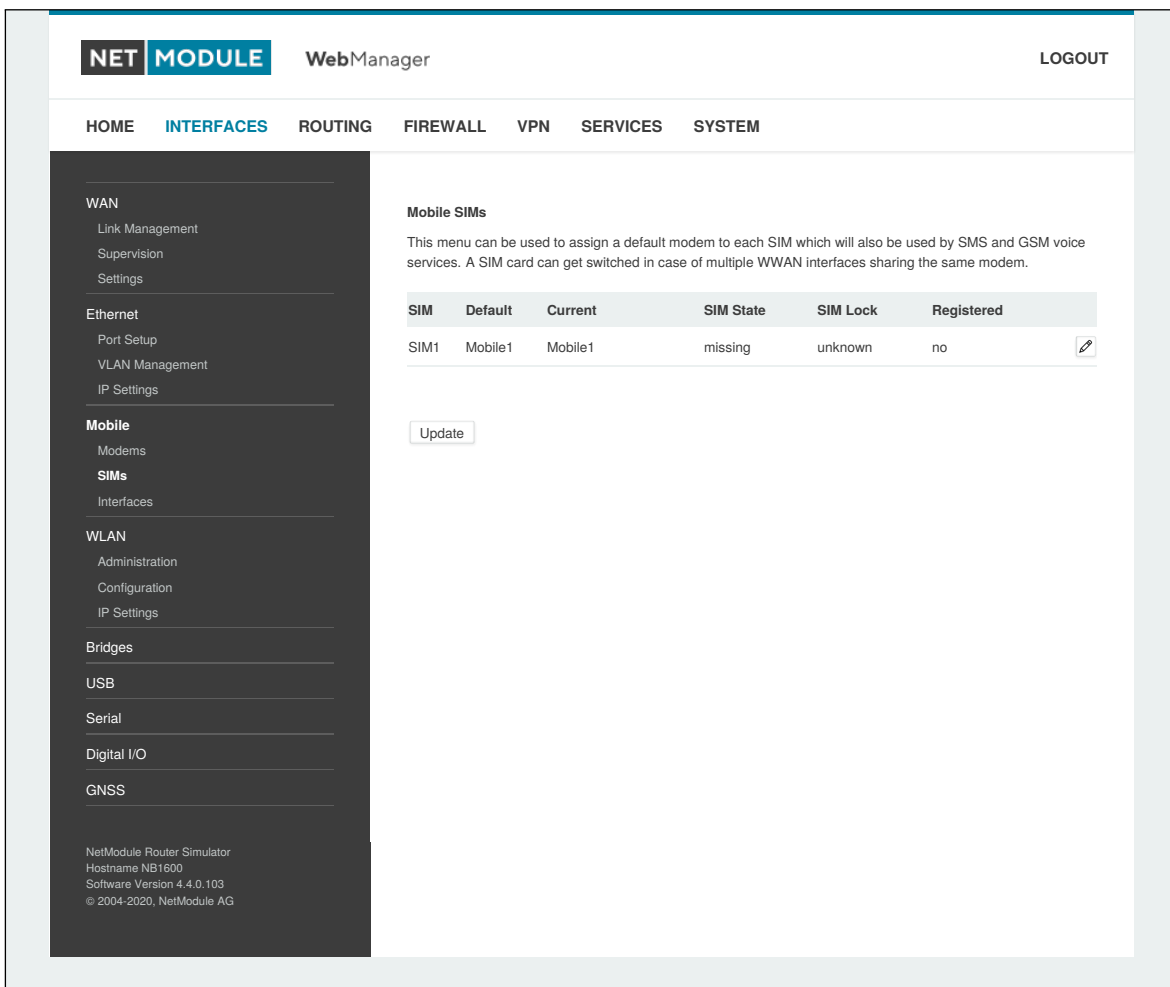 NET MODULE WebManager LOGOUT
HOME INTERFACES ROUTING FIREWALL VPN SERVICES SYSTEM
WAN
Link Management
Supervision
Settings
Ethernet
Port Setup
VLAN Management
IP Settings
Mobile
Modems
SIMs
Interfaces
WLAN
Administration
Configuration
IP Settings
Bridges
USB
Serial
Digital I/O
GNSS
NetModule Router Simulator
Hostname NB1600
Software Version 4.4.0.103
© 2004-2020, NetModule AG
Mobile SIMs
This menu can be used to assign a default modem to each SIM which will also be used by SMS and GSM voice
services. A SIM card can get switched in case of multiple WWAN interfaces sharing the same modem.
SIM Default Current SIM State SIM Lock Registered
SIM1 Mobile1 Mobile1 missing unknown no
Update